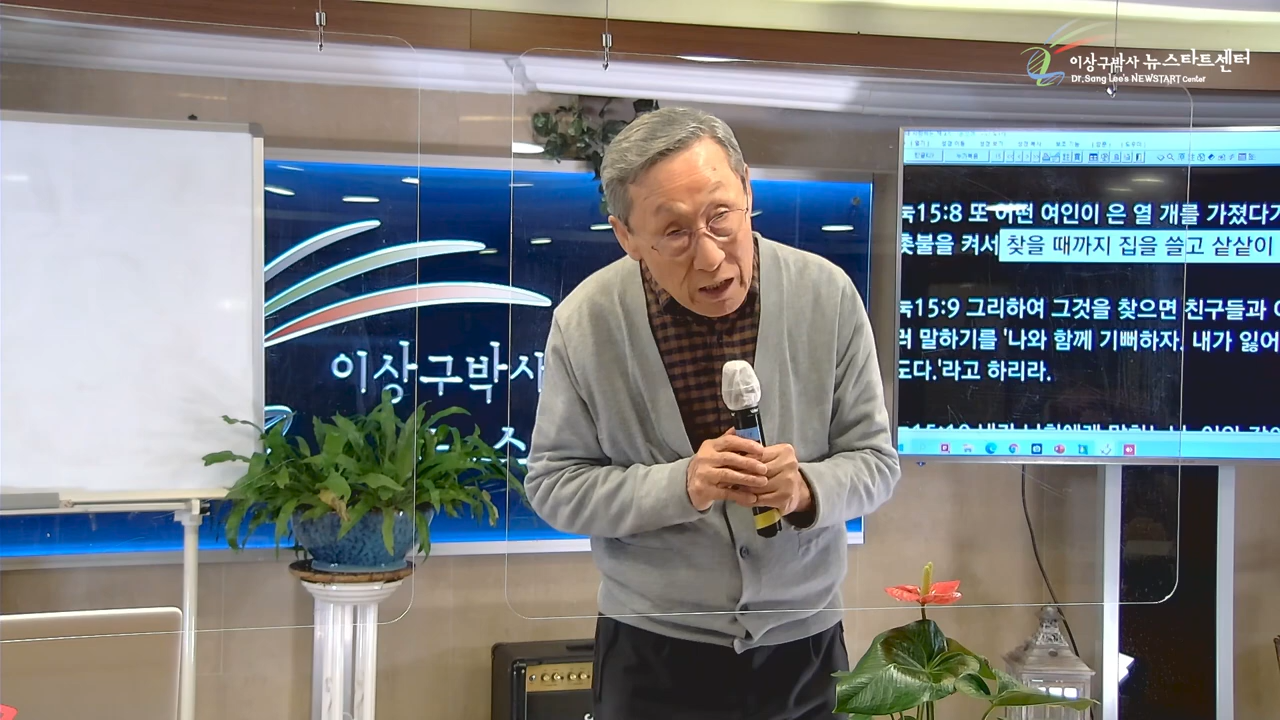 이상구박사 뉴스타트센터
Dr.Sang Lee's NEWSTART Center
이상구박사
눅15:8 또 어떤 여인이 은 열 개를 가졌다가
촛불을 켜서 찾을 때까지 집을 쓸고 샅샅이
눅15:9 그리하여 그것을 찾으면 친구들과
말하기를 '나와 함께 기뻐하자. 내가 잃어
도다.'라고 하리라.